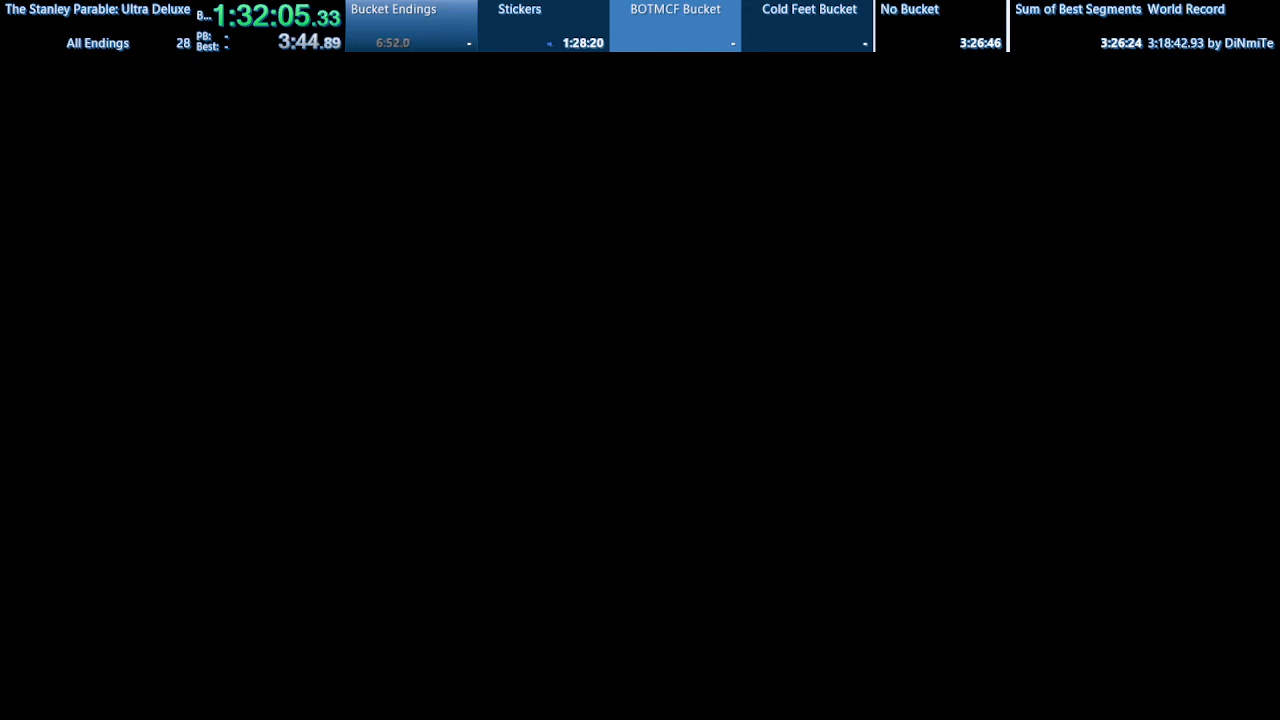 The Stanley Parable: Ultra Deluxe
All Endings 28
B... 1:32:05.33
PB: -
Best: -
3:44.89
Bucket Endings
6:52.0 -
Stickers
1:28:20
BOTMCF Bucket
-
Cold Feet Bucket
-
No Bucket
3:26:46
Sum of Best Segments
3:26:24
World Record
3:18:42.93 by DiNmiTe